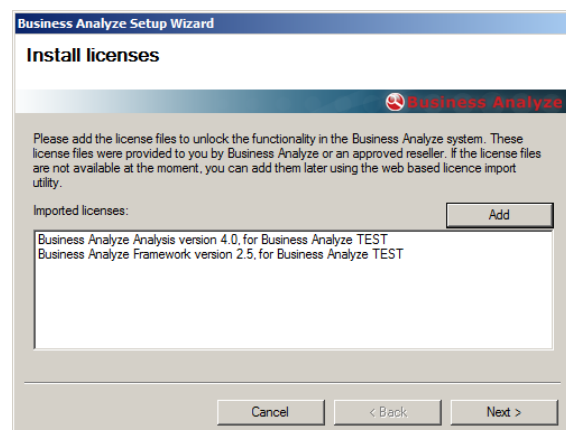 Business Analyze Setup Wizard
Install licenses
Business Analyze
Please add the license files to unlock the functionality in the Business Analyze system. These
license files were provided to you by Business Analyze or an approved reseller. If the license files
are not available at the moment, you can add them later using the web based licence import
utility.
Imported licenses:
Add
Business Analyze Analysis version 4.0, for Business Analyze TEST
Business Analyze Framework version 2.5, for Business Analyze TEST
Cancel
< Back
Next >